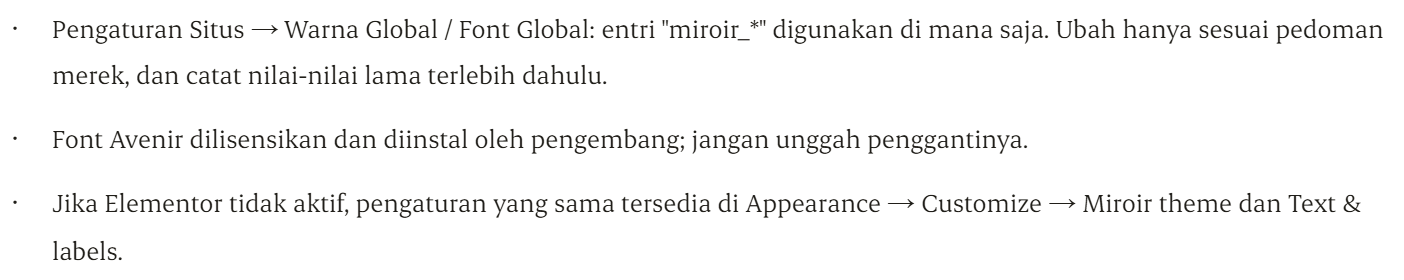 · Pengaturan Situs → Warna Global / Font Global: entri "miroir_*" digunakan di mana saja. Ubah hanya sesuai pedoman
merek, dan catat nilai-nilai lama terlebih dahulu.
· Font Avenir dilisensikan dan diinstal oleh pengembang; jangan unggah penggantinya.
· Jika Elementor tidak aktif, pengaturan yang sama tersedia di Appearance → Customize → Miroir theme dan Text &
labels.